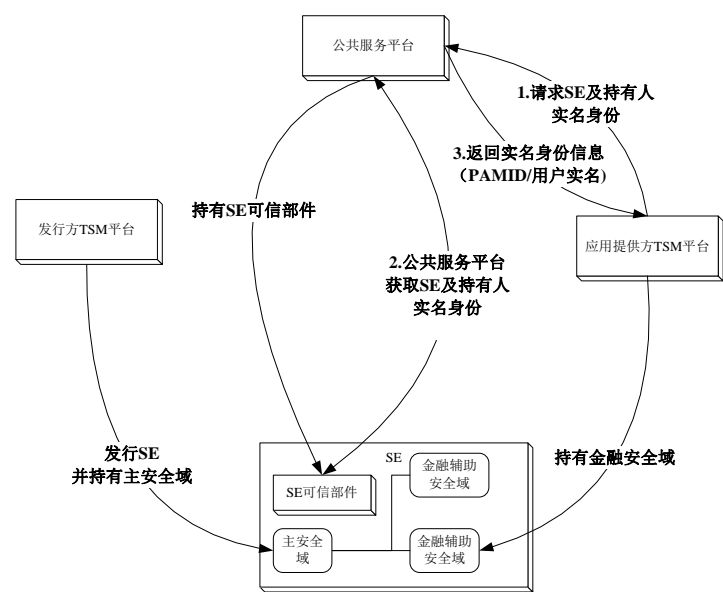 公共服务平台
1.请求SE及持有人
实名身份
3.返回实名身份信息
（PAMID/用户实名)
持有SE可信部件
发行方TSM平台
应用提供方TSM平台
2.公共服务平台
获取SE及持有人
实名身份
发行SE
并持有主安全域
持有金融安全域
SE
金融辅助
安全域
SE可信部件
主安全
域
金融辅助
安全域